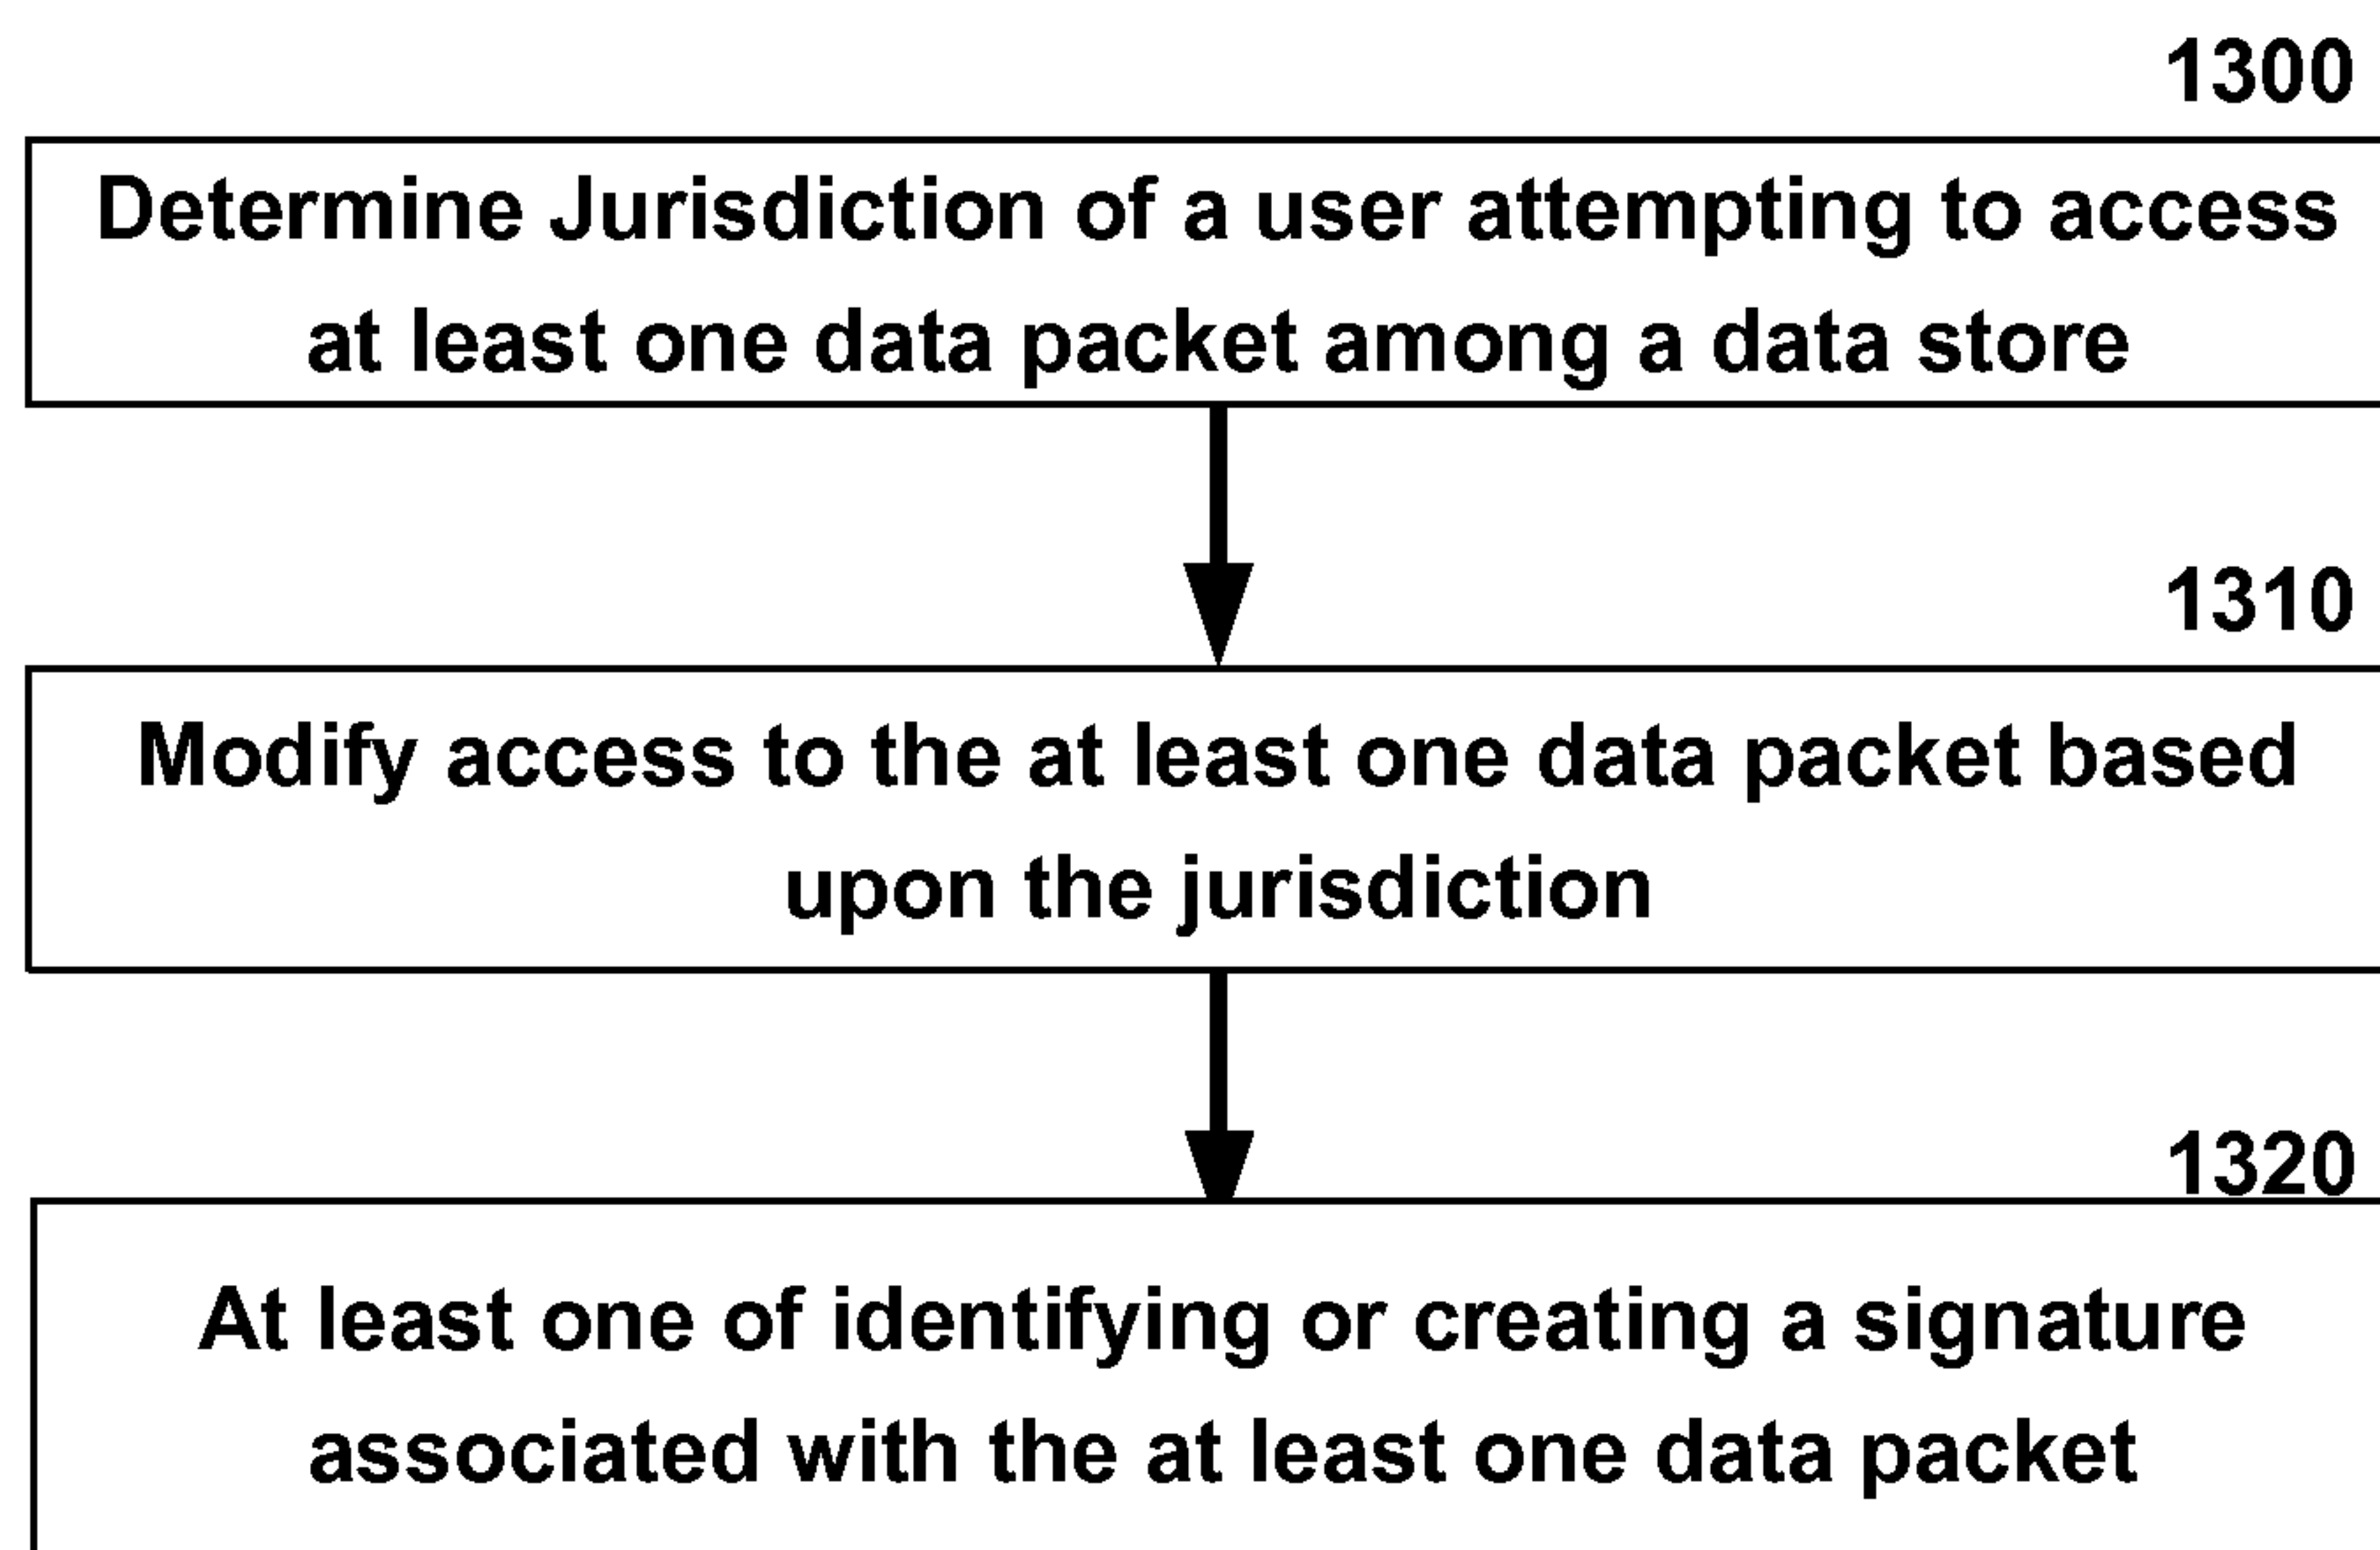 1300
Determine Jurisdiction of a user attempting to access
at least one data packet among a data store
1310
Modify access to the at least one data packet based
upon the jurisdiction
1320
At least one of identifying or creating a signature
associated with the at least one data packet